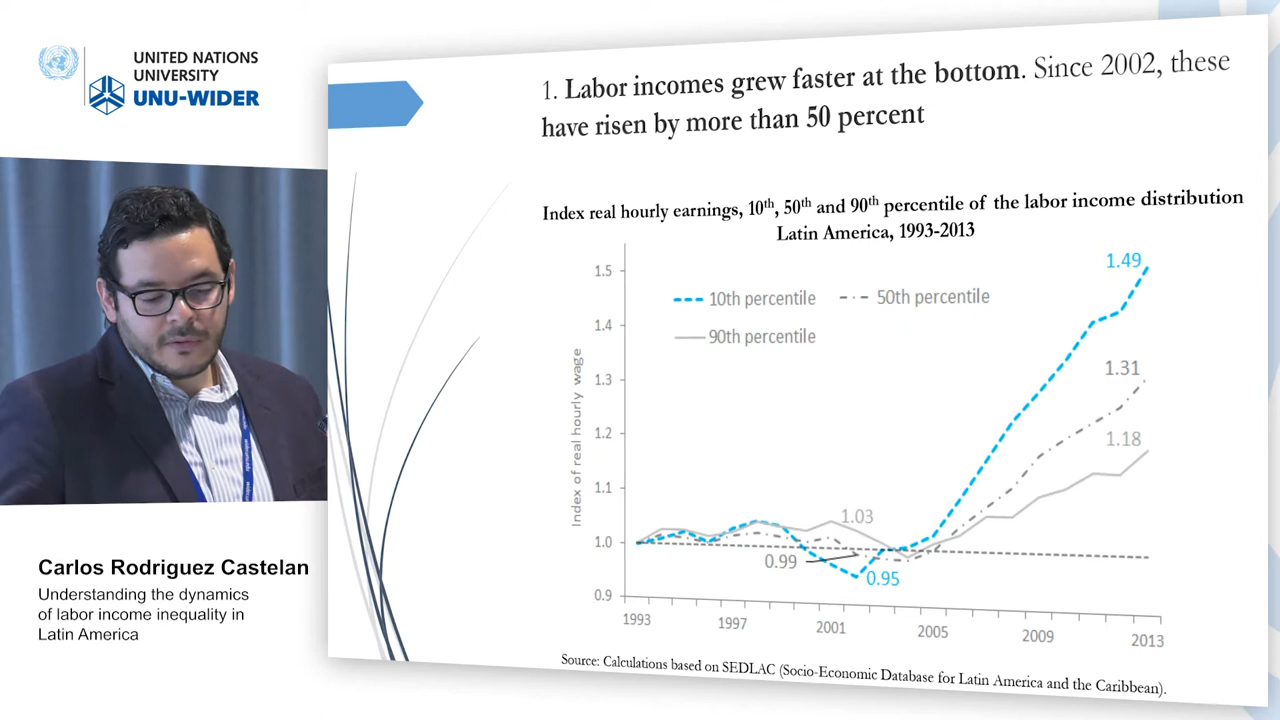 UNITED NATIONS
UNIVERSITY
UNU-WIDER
1. Labor incomes grew faster at the bottom. Since 2002, these
have risen by more than 50 percent
Index real hourly earnings, 10th, 50th and 90th percentile of the labor income distribution
Latin America, 1993-2013
10th percentile
50th percentile
90th percentile
Index of real hourly wage
1.5
1.4
1.3
1.2
1.1
1.0
0.9
1.49
1.31
1.18
1.03
0.99
0.95
1993
1997
2001
2005
2009
2013
Source: Calculations based on SEDLAC (Socio-Economic Database for Latin America and the Caribbean).
Carlos Rodriguez Castelan
Understanding the dynamics
of labor income inequality in
Latin America